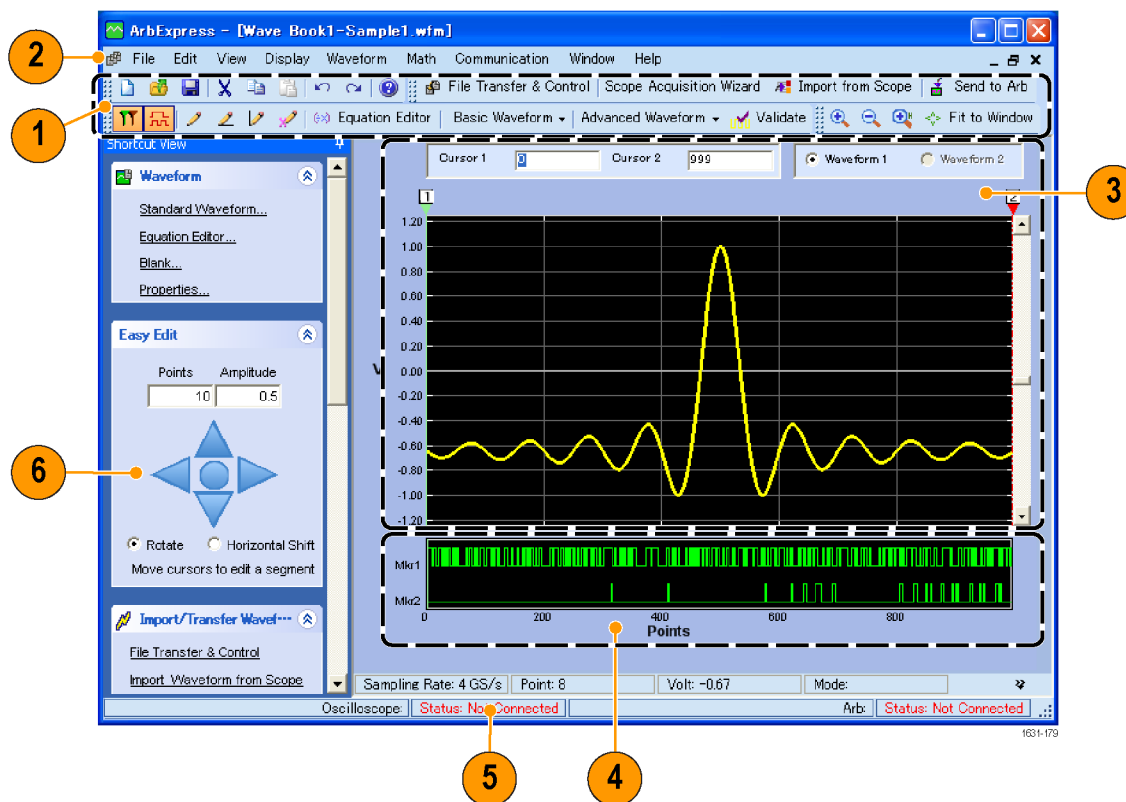 ArbExpress - [Wave Book1-Sample1.wfm]
2
File Edit View Display Waveform Math Communication Window Help
File Transfer & Control Scope Acquisition Wizard Import from Scope Send to Arb
1
Equation Editor Basic Waveform Advanced Waveform Validate Fit to Window
Shortcut View
Cursor 1 0 Cursor 2 999 Waveform 1 Waveform 2
3
Waveform
Standard Waveform...
Equation Editor...
Blank...
Properties...
1 2
1.20
1.00
0.80
0.60
0.40
0.20
0.00
-0.20
-0.40
-0.60
-0.80
-1.00
-1.20
V
Easy Edit
Points Amplitude
10 0.5
6
Rotate Horizontal Shift
Move cursors to edit a segment
Mkr1
Mkr2
0 200 400 600 800
Points
Import/Transfer Wavef···
File Transfer & Control
Import Waveform from Scope
Sampling Rate: 4 GS/s Point: 8 Volt: -0.67 Mode:
Oscilloscope: Status: Not Connected Arb: Status: Not Connected
1631-179
5
4